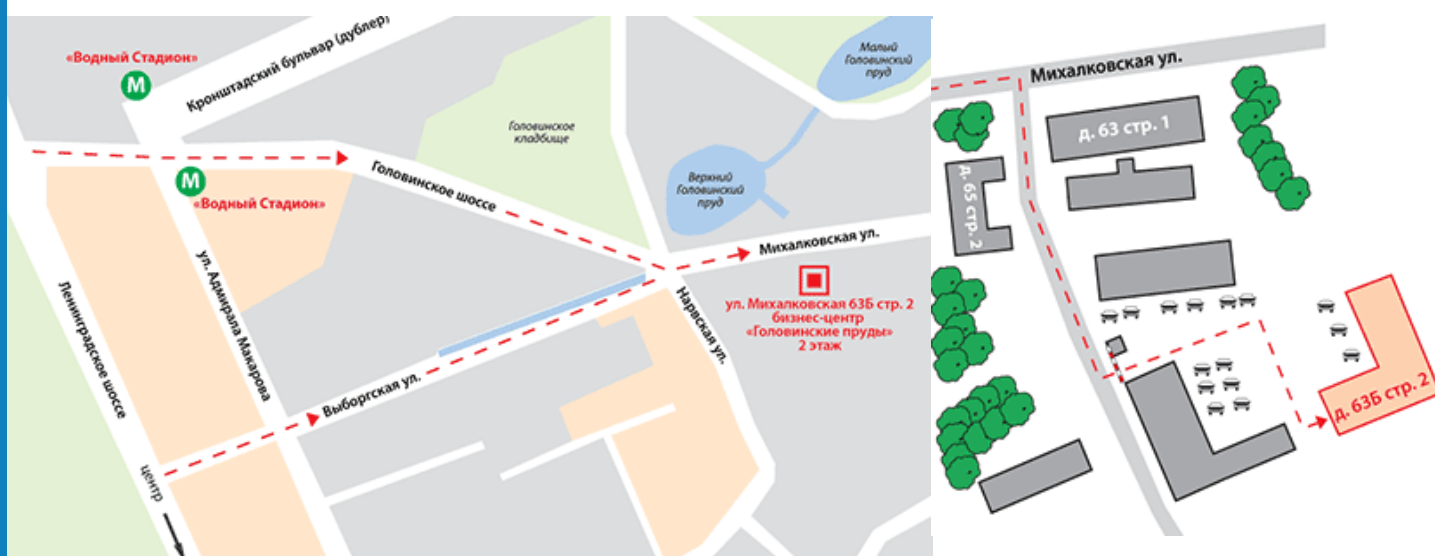 «Водный Стадион»
М
Кронштадский бульвар (дублер)
Малый
Головинский
пруд
Головинское
кладбище
Головинское шоссе
М
«Водный Стадион»
Верхний
Головинский
пруд
Михалковская ул.
ул. Михалковская 63Б стр. 2
бизнес-центр
«Головинские пруды»
2 этаж
Нарвская ул.
ул. Адмирала Макарова
Ленинградское шоссе
Выборгская ул.
центр
Михалковская ул.
д. 63 стр. 1
д. 65 стр. 2
д. 63Б стр. 2